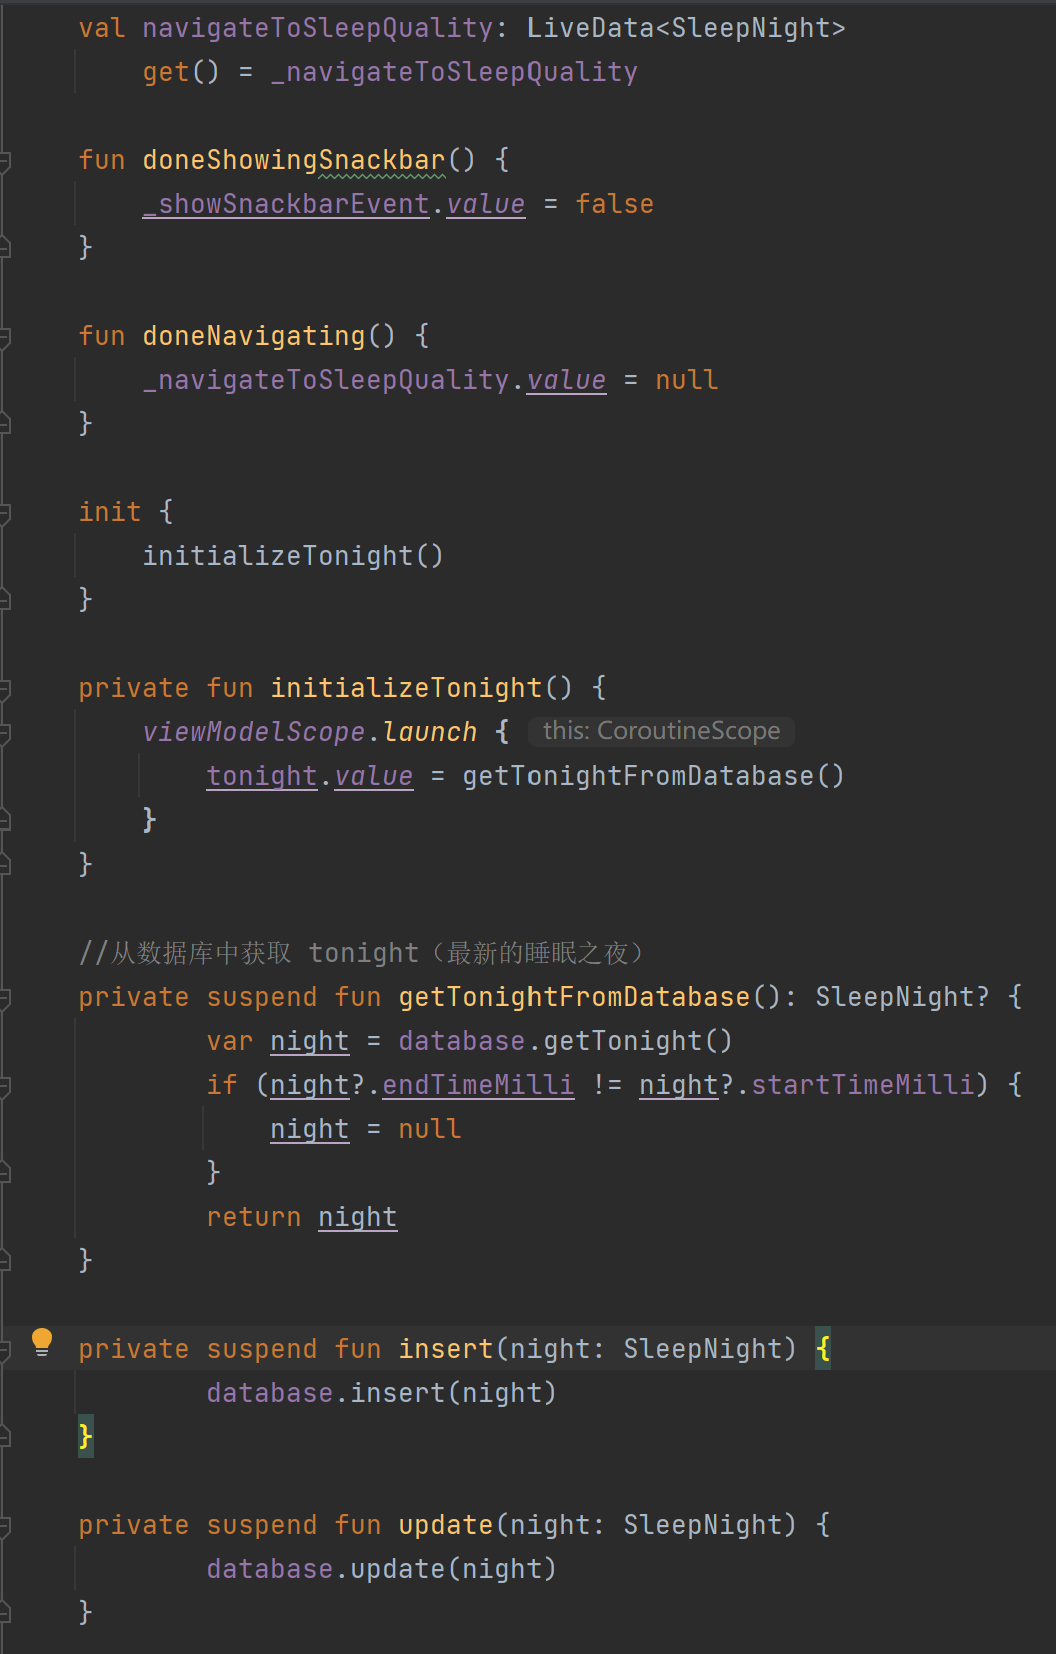 val navigateToSleepQuality: LiveData<SleepNight>
get() = _navigateToSleepQuality
fun doneShowingSnackbar() {
_showSnackbarEvent.value = false
}
fun doneNavigating() {
_navigateToSleepQuality.value = null
}
init {
initializeTonight()
}
private fun initializeTonight() {
viewModelScope.launch { this: CoroutineScope
tonight.value = getTonightFromDatabase()
}
}
//从数据库中获取 tonight（最新的睡眠之夜）
private suspend fun getTonightFromDatabase(): SleepNight? {
var night = database.getTonight()
if (night?.endTimeMilli != night?.startTimeMilli) {
night = null
}
return night
}
private suspend fun insert(night: SleepNight) {
database.insert(night)
}
private suspend fun update(night: SleepNight) {
database.update(night)
}